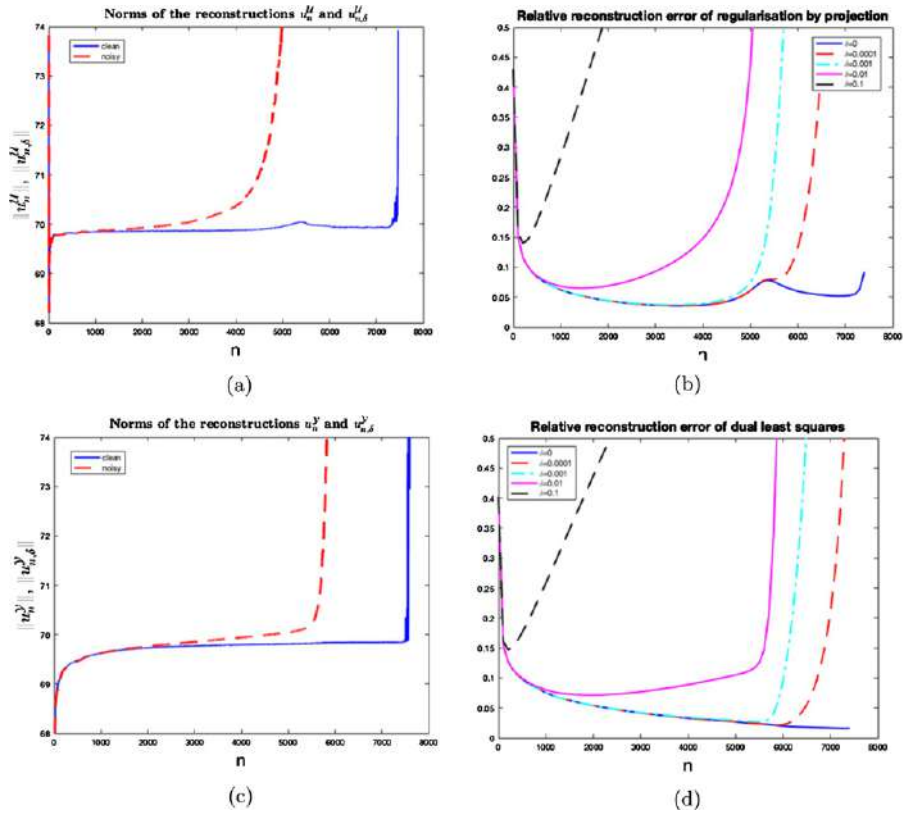 Norms of the reconstructions u_n^𝒰 and u_{n,δ}^𝒰
clean
noisy
74
73
72
71
70
69
68
‖u_n^𝒰‖, ‖u_{n,δ}^𝒰‖
0 1000 2000 3000 4000 5000 6000 7000 8000
n
(a)
Relative reconstruction error of regularisation by projection
δ=0
δ=0.0001
δ=0.001
δ=0.01
δ=0.1
0.5
0.45
0.4
0.35
0.3
0.25
0.2
0.15
0.1
0.05
0
0 1000 2000 3000 4000 5000 6000 7000 8000
n
(b)
Norms of the reconstructions u_n^𝒴 and u_{n,δ}^𝒴
clean
noisy
74
73
72
71
70
69
68
‖u_n^𝒴‖, ‖u_{n,δ}^𝒴‖
0 1000 2000 3000 4000 5000 6000 7000 8000
n
(c)
Relative reconstruction error of dual least squares
δ=0
δ=0.0001
δ=0.001
δ=0.01
δ=0.1
0.5
0.45
0.4
0.35
0.3
0.25
0.2
0.15
0.1
0.05
0
0 1000 2000 3000 4000 5000 6000 7000 8000
n
(d)